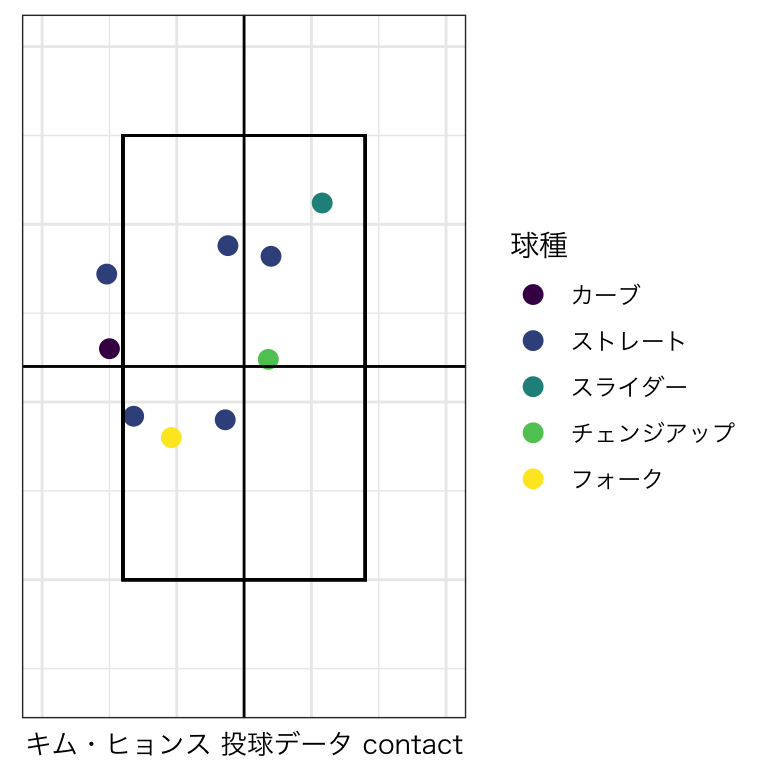 球種
カーブ
ストレート
スライダー
チェンジアップ
フォーク
キム・ヒョンス 投球データ contact